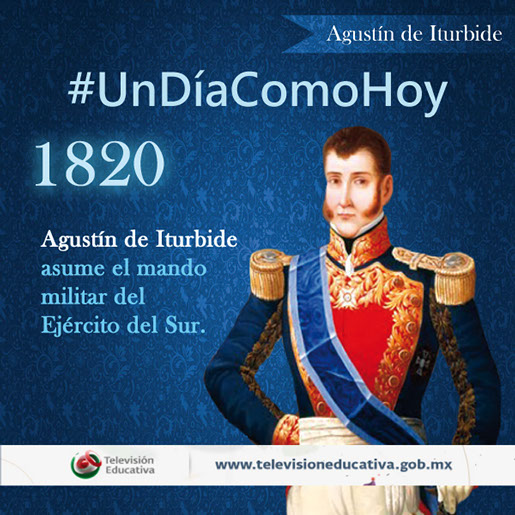 Agustín de Iturbide
#UnDíaComoHoy
1820
Agustín de Iturbide
asume el mando
militar del
Ejército del Sur.
Televisión
Educativa
www.televisioneducativa.gob.mx